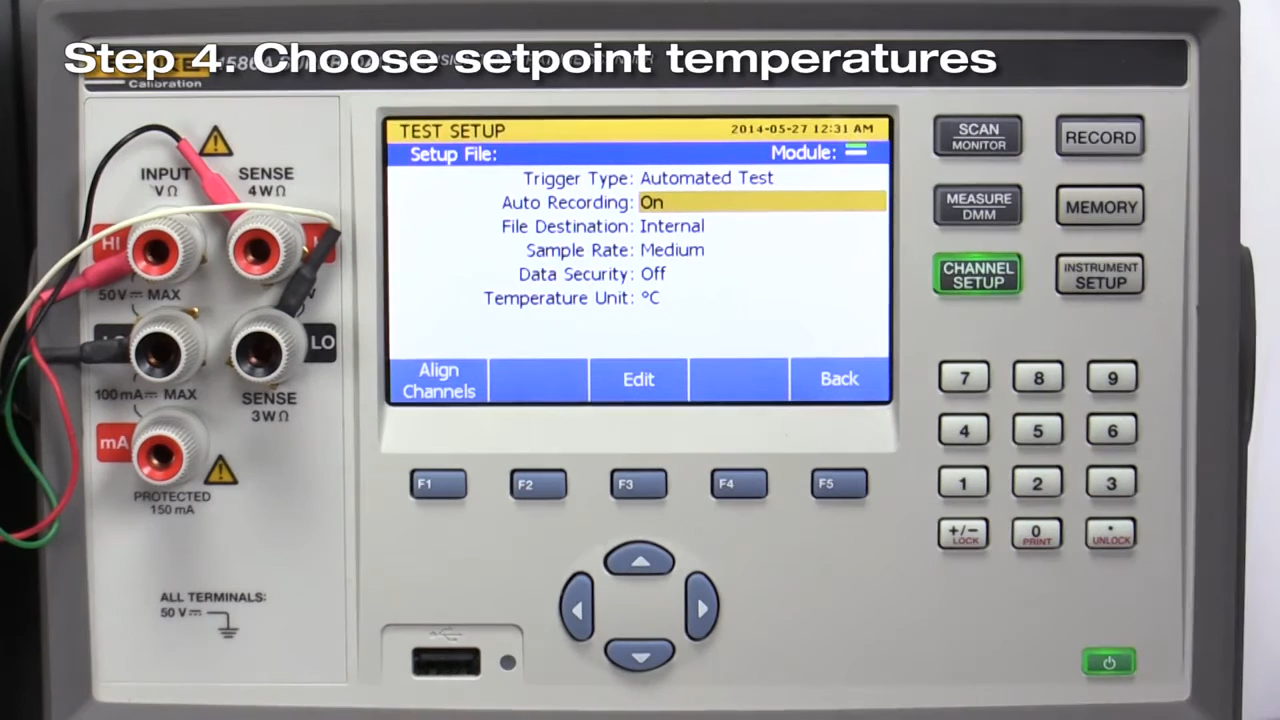 Step 4. Choose setpoint temperatures
Calibration
INPUT
VΩ
SENSE
4WΩ
HI
50V MAX
LO
100mA MAX
SENSE
3WΩ
mA
PROTECTED
150 mA
ALL TERMINALS:
50 V
TEST SETUP
2014-05-27 12:31 AM
Setup File:
Module:
Trigger Type: Automated Test
Auto Recording: On
File Destination: Internal
Sample Rate: Medium
Data Security: Off
Temperature Unit: °C
Align
Channels
Edit
Back
F1
F2
F3
F4
F5
SCAN
MONITOR
RECORD
MEASURE
DMM
MEMORY
CHANNEL
SETUP
INSTRUMENT
SETUP
7
8
9
4
5
6
1
2
3
+/−
LOCK
0
PRINT
•
UNLOCK